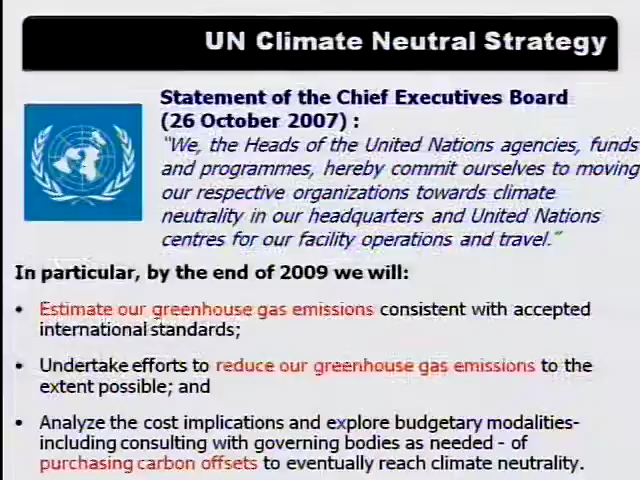 UN Climate Neutral Strategy
Statement of the Chief Executives Board
(26 October 2007) :
"We, the Heads of the United Nations agencies, funds
and programmes, hereby commit ourselves to moving
our respective organizations towards climate
neutrality in our headquarters and United Nations
centres for our facility operations and travel."
In particular, by the end of 2009 we will:
• Estimate our greenhouse gas emissions consistent with accepted
international standards;
• Undertake efforts to reduce our greenhouse gas emissions to the
extent possible; and
• Analyze the cost implications and explore budgetary modalities-
including consulting with governing bodies as needed - of
purchasing carbon offsets to eventually reach climate neutrality.